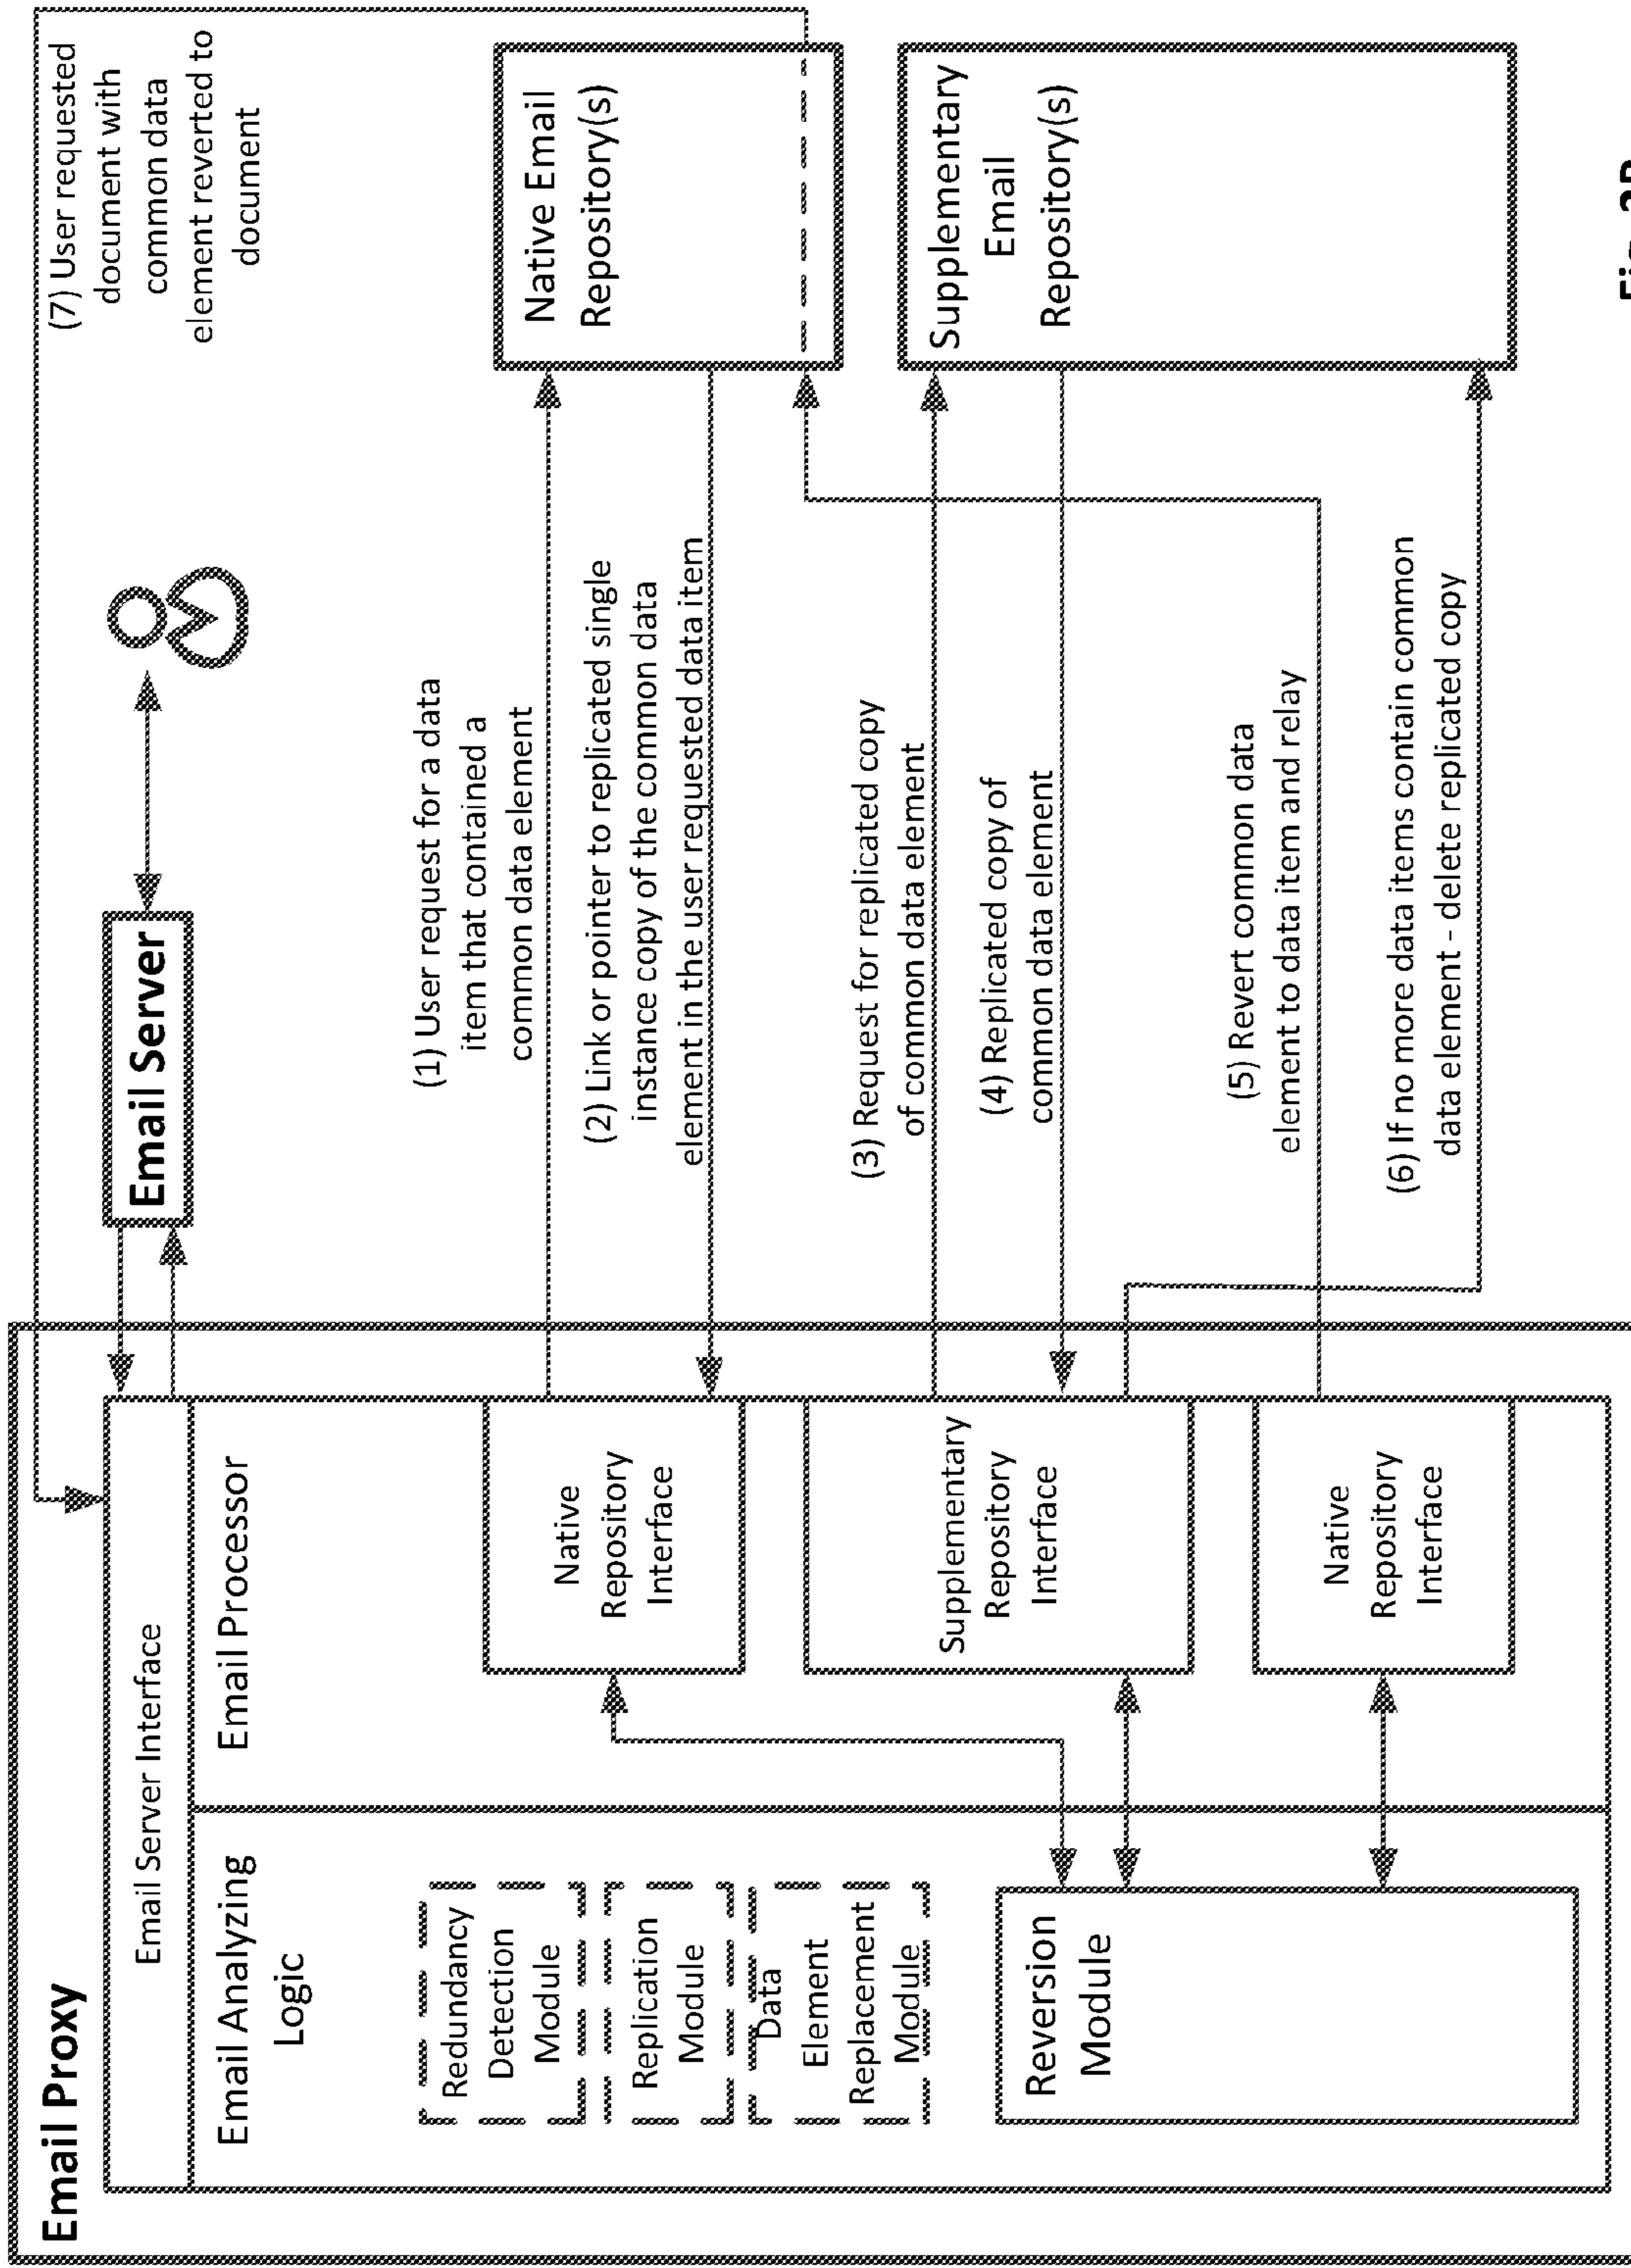 Email Proxy
Email Server Interface
Email Server
(7) User requested
document with
common data
element reverted to
document
Email Analyzing
Logic
Email Processor
Redundancy
Detection
Module
Replication
Module
Data
Element
Replacement
Module
Reversion
Module
Native
Repository
Interface
Supplementary
Repository
Interface
Native
Repository
Interface
(1) User request for a data
item that contained a
common data element
(2) Link or pointer to replicated single
instance copy of the common data
element in the user requested data item
(3) Request for replicated copy
of common data element
(4) Replicated copy of
common data element
(5) Revert common data
element to data item and relay
(6) If no more data items contain common
data element - delete replicated copy
Native Email
Repository(s)
Supplementary
Email
Repository(s)